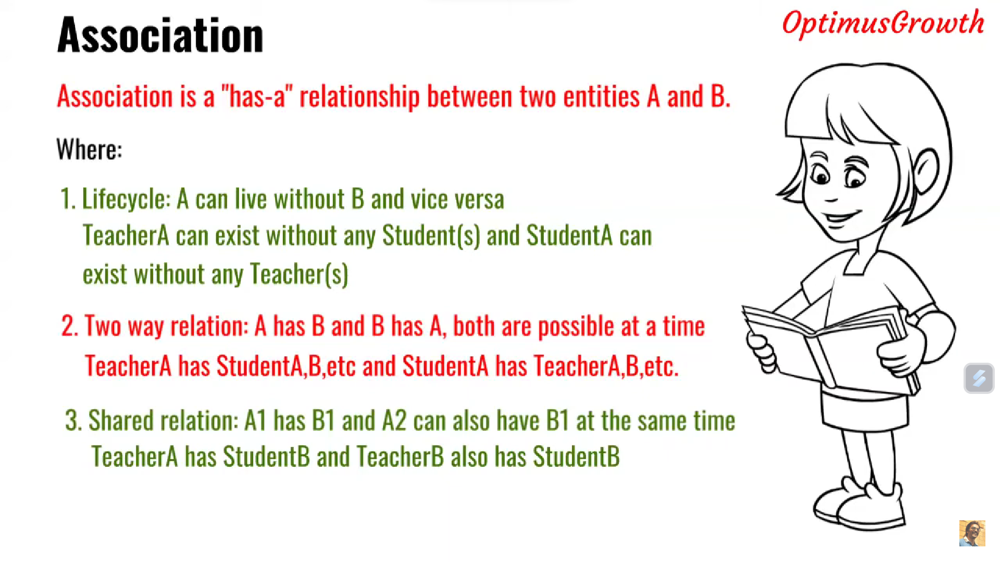 Association
OptimusGrowth
Association is a "has-a" relationship between two entities A and B.
Where:
1. Lifecycle: A can live without B and vice versa
TeacherA can exist without any Student(s) and StudentA can
exist without any Teacher(s)
2. Two way relation: A has B and B has A, both are possible at a time
TeacherA has StudentA,B,etc and StudentA has TeacherA,B,etc.
3. Shared relation: A1 has B1 and A2 can also have B1 at the same time
TeacherA has StudentB and TeacherB also has StudentB